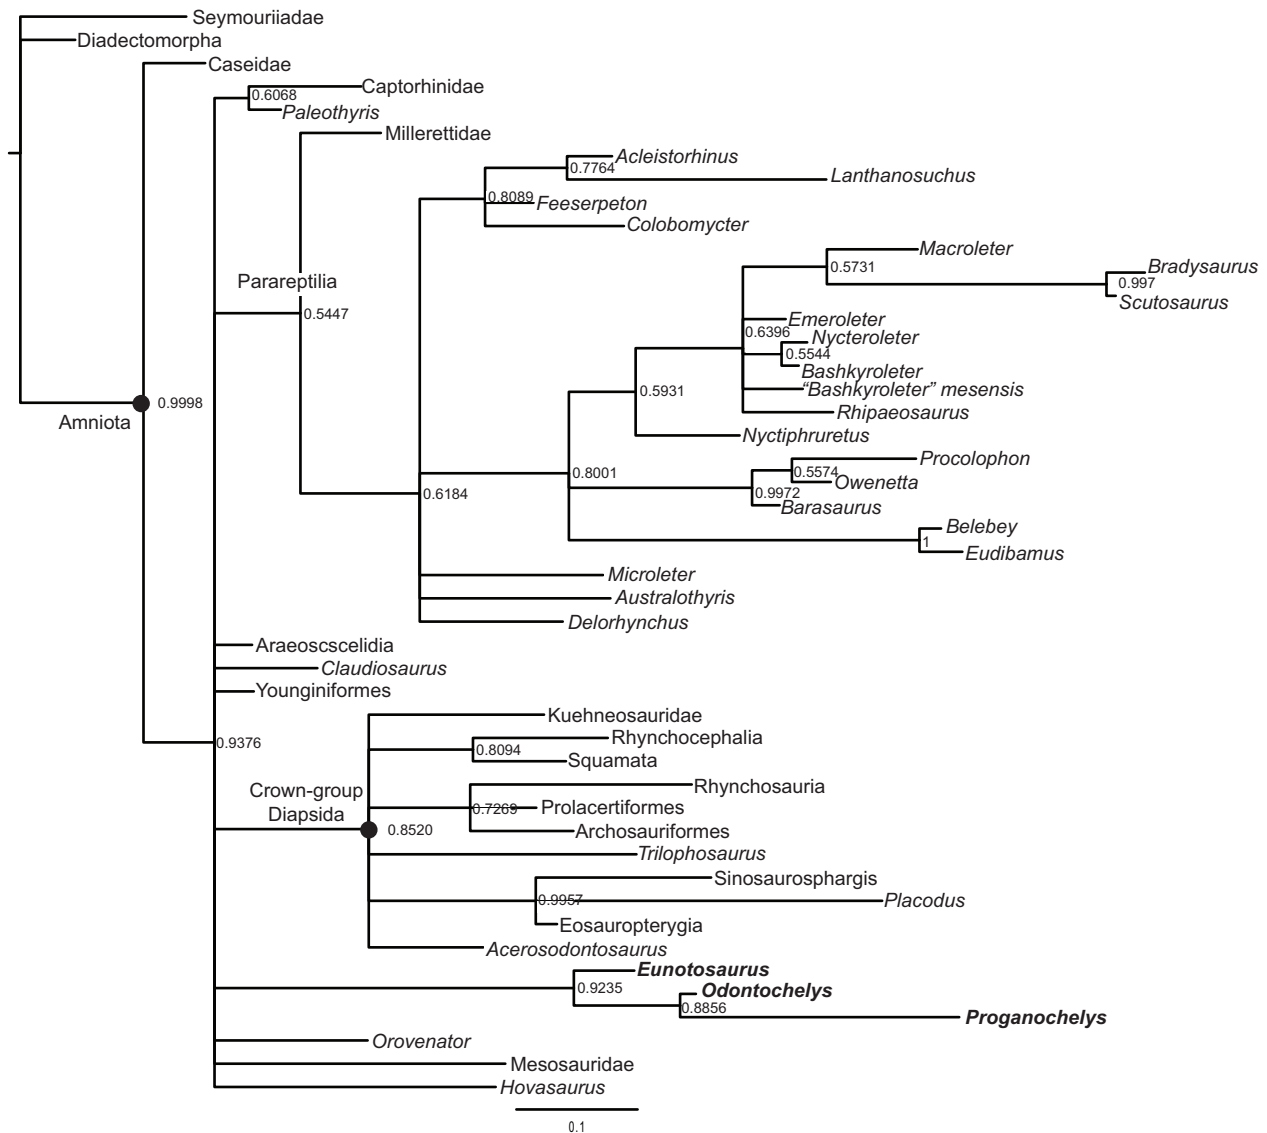 Seymouriidae
Diadectomorpha
Caseidae
Captorhinidae
0.6068
Paleothyris
Millerettidae
Acleistorhinus
0.7764
Lanthanosuchus
0.8089
Feeserpeton
Colobomycter
Macroleter
0.5731
Bradysaurus
0.997
Scutosaurus
Parareptilia
0.5447
Emeroleter
0.6396
Nycteroleter
0.5544
Bashkyroleter
“Bashkyroleter” mesensis
0.5931
Rhipaeosaurus
Nyctiphruretus
Amniota
0.9998
Procolophon
0.5574
Owenetta
0.8001
0.9972
Barasaurus
0.6184
Belebey
1
Eudibamus
Microleter
Australothyris
Delorhynchus
Araeoscscelidia
Claudiosaurus
Younginiformes
0.9376
Kuehneosauridae
Rhynchocephalia
0.8094
Squamata
Crown-group
Diapsida
0.8520
Rhynchosauria
0.7269
Prolacertiformes
Archosauriformes
Trilophosaurus
Sinosaurosphargis
0.9957
Placodus
Eosauropterygia
Acerosodontosaurus
Eunotosaurus
0.9235
Odontochelys
0.8856
Proganochelys
Orovenator
Mesosauridae
Hovasaurus
0.1